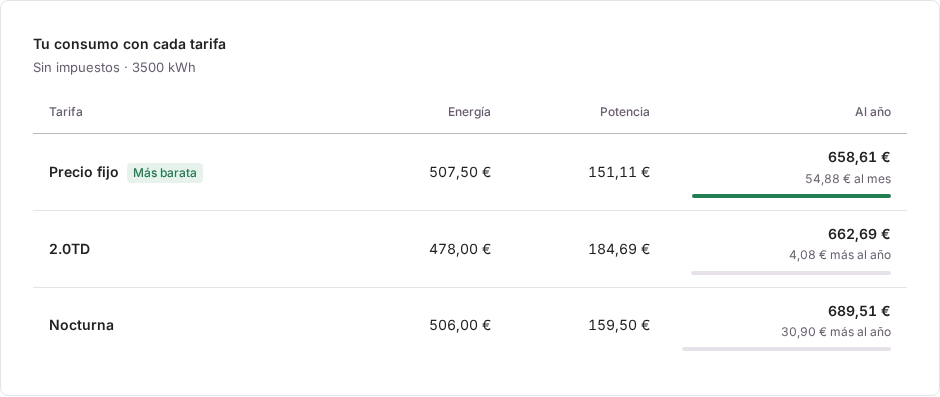 Tu consumo con cada tarifa
Sin impuestos · 3500 kWh
Tarifa Energía Potencia Al año
Precio fijo Más barata 507,50 € 151,11 € 658,61 €
54,88 € al mes
2.0TD 478,00 € 184,69 € 662,69 €
4,08 € más al año
Nocturna 506,00 € 159,50 € 689,51 €
30,90 € más al año